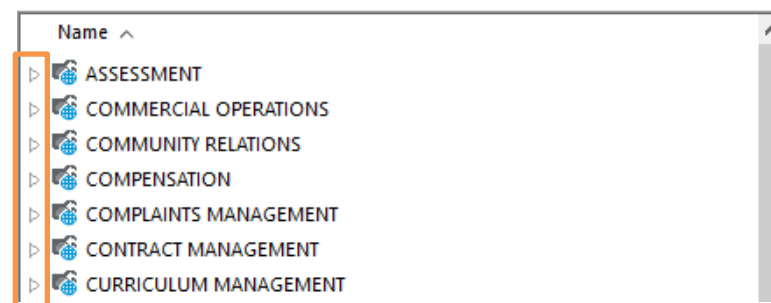 Name
ASSESSMENT
COMMERCIAL OPERATIONS
COMMUNITY RELATIONS
COMPENSATION
COMPLAINTS MANAGEMENT
CONTRACT MANAGEMENT
CURRICULUM MANAGEMENT